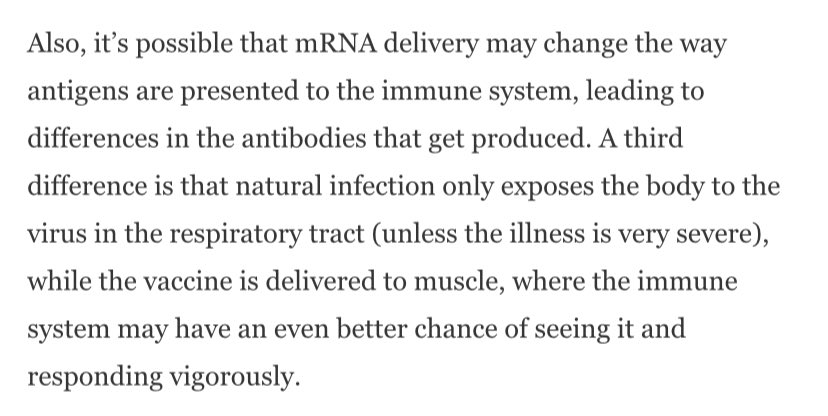 Also, it’s possible that mRNA delivery may change the way
antigens are presented to the immune system, leading to
differences in the antibodies that get produced. A third
difference is that natural infection only exposes the body to the
virus in the respiratory tract (unless the illness is very severe),
while the vaccine is delivered to muscle, where the immune
system may have an even better chance of seeing it and
responding vigorously.